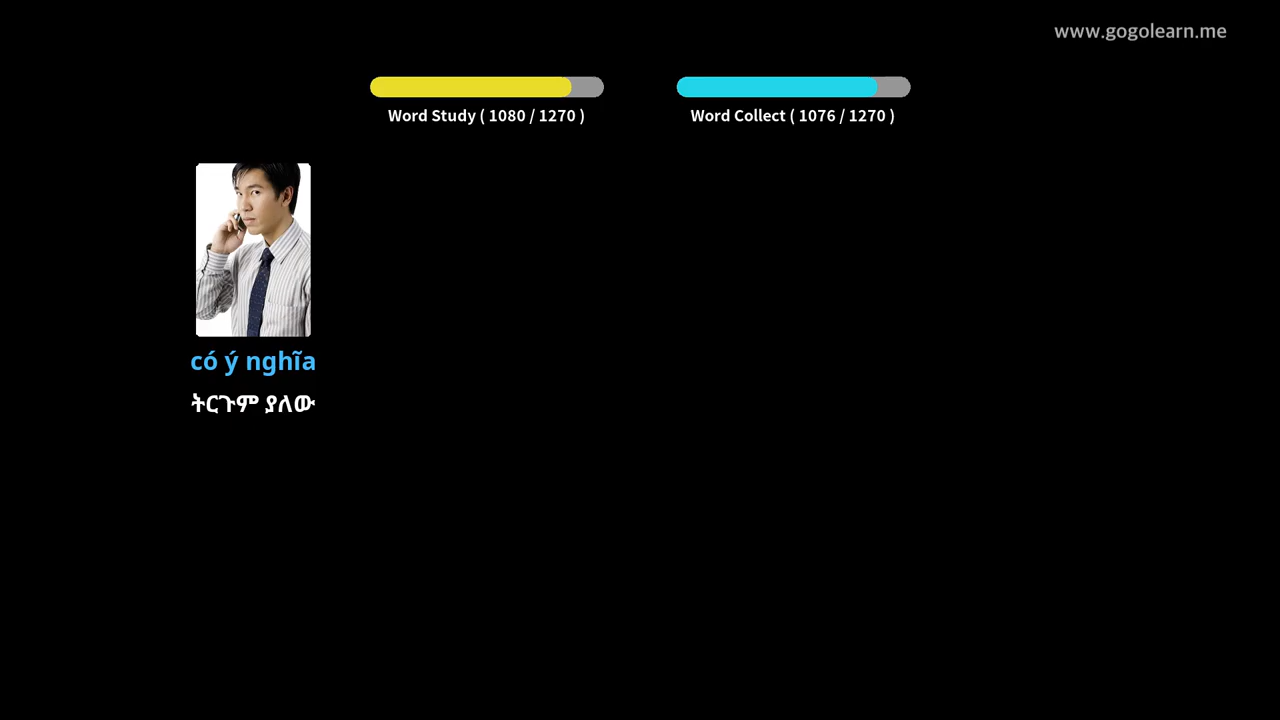 www.gogolearn.me
Word Study ( 1080 / 1270 )
Word Collect ( 1076 / 1270 )
có ý nghĩa
ትርጉም ያለው